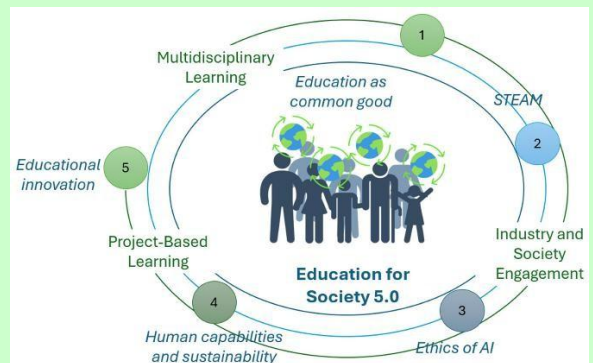 1
Multidisciplinary
Learning
Education as
common good
STEAM
2
Educational
innovation
5
Project-Based
Learning
Industry and
Society
Engagement
Education for
Society 5.0
4
3
Human capabilities
and sustainability
Ethics of AI